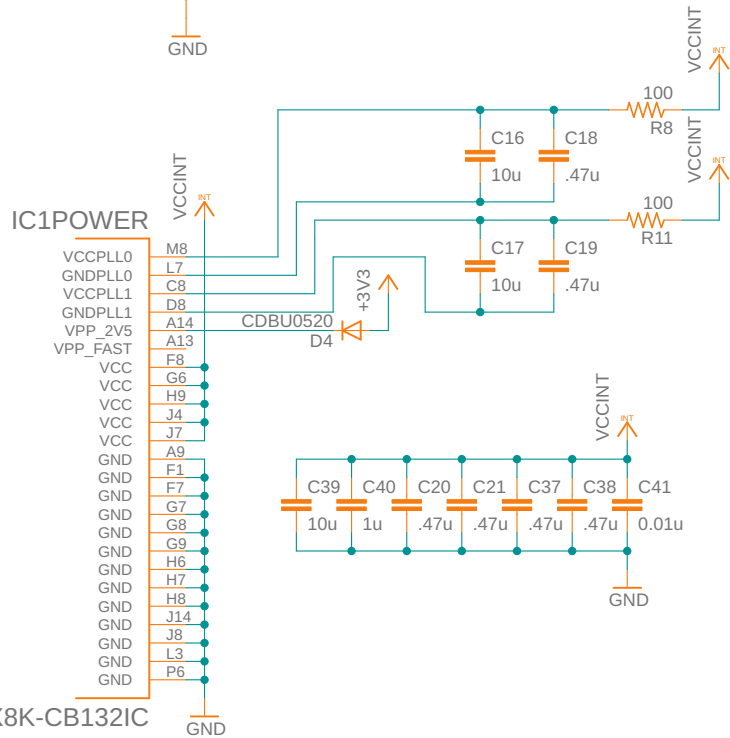 GND
VCCINT
INT
100
R8
C16
C18
10u
.47u
VCCINT
INT
100
R11
C17
C19
10u
.47u
VCCINT
INT
IC1POWER
VCCPLL0 M8
GNDPLL0 L7
VCCPLL1 C8
GNDPLL1 D8
VPP_2V5 A14
VPP_FAST A13
VCC F8
VCC G6
VCC H9
VCC J4
VCC J7
GND A9
GND F1
GND F7
GND G7
GND G8
GND G9
GND H6
GND H7
GND H8
GND J14
GND J8
GND L3
GND P6
CDBU0520
D4
+3V3
VCCINT
INT
C39 C40 C20 C21 C37 C38 C41
10u 1u .47u .47u .47u .47u 0.01u
GND
8K-CB132IC
GND